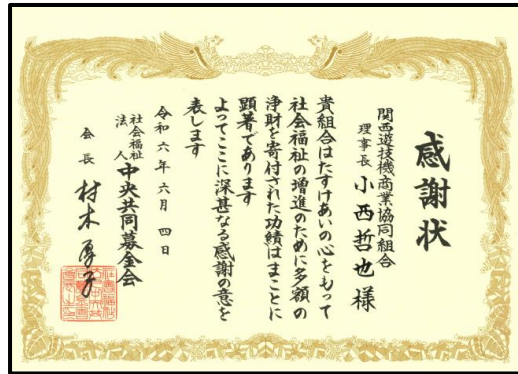 感謝状
関西遊技機商業協同組合
理事長 小西哲也様
貴組合はたすけあいの心をもって
社会福祉の増進のために多額の
浄財を寄付された功績はまことに
顕著であります
よってここに深甚なる感謝の意を
表します
令和六年六月四日
社会福祉法人 中央共同募金会
会長 村木厚子